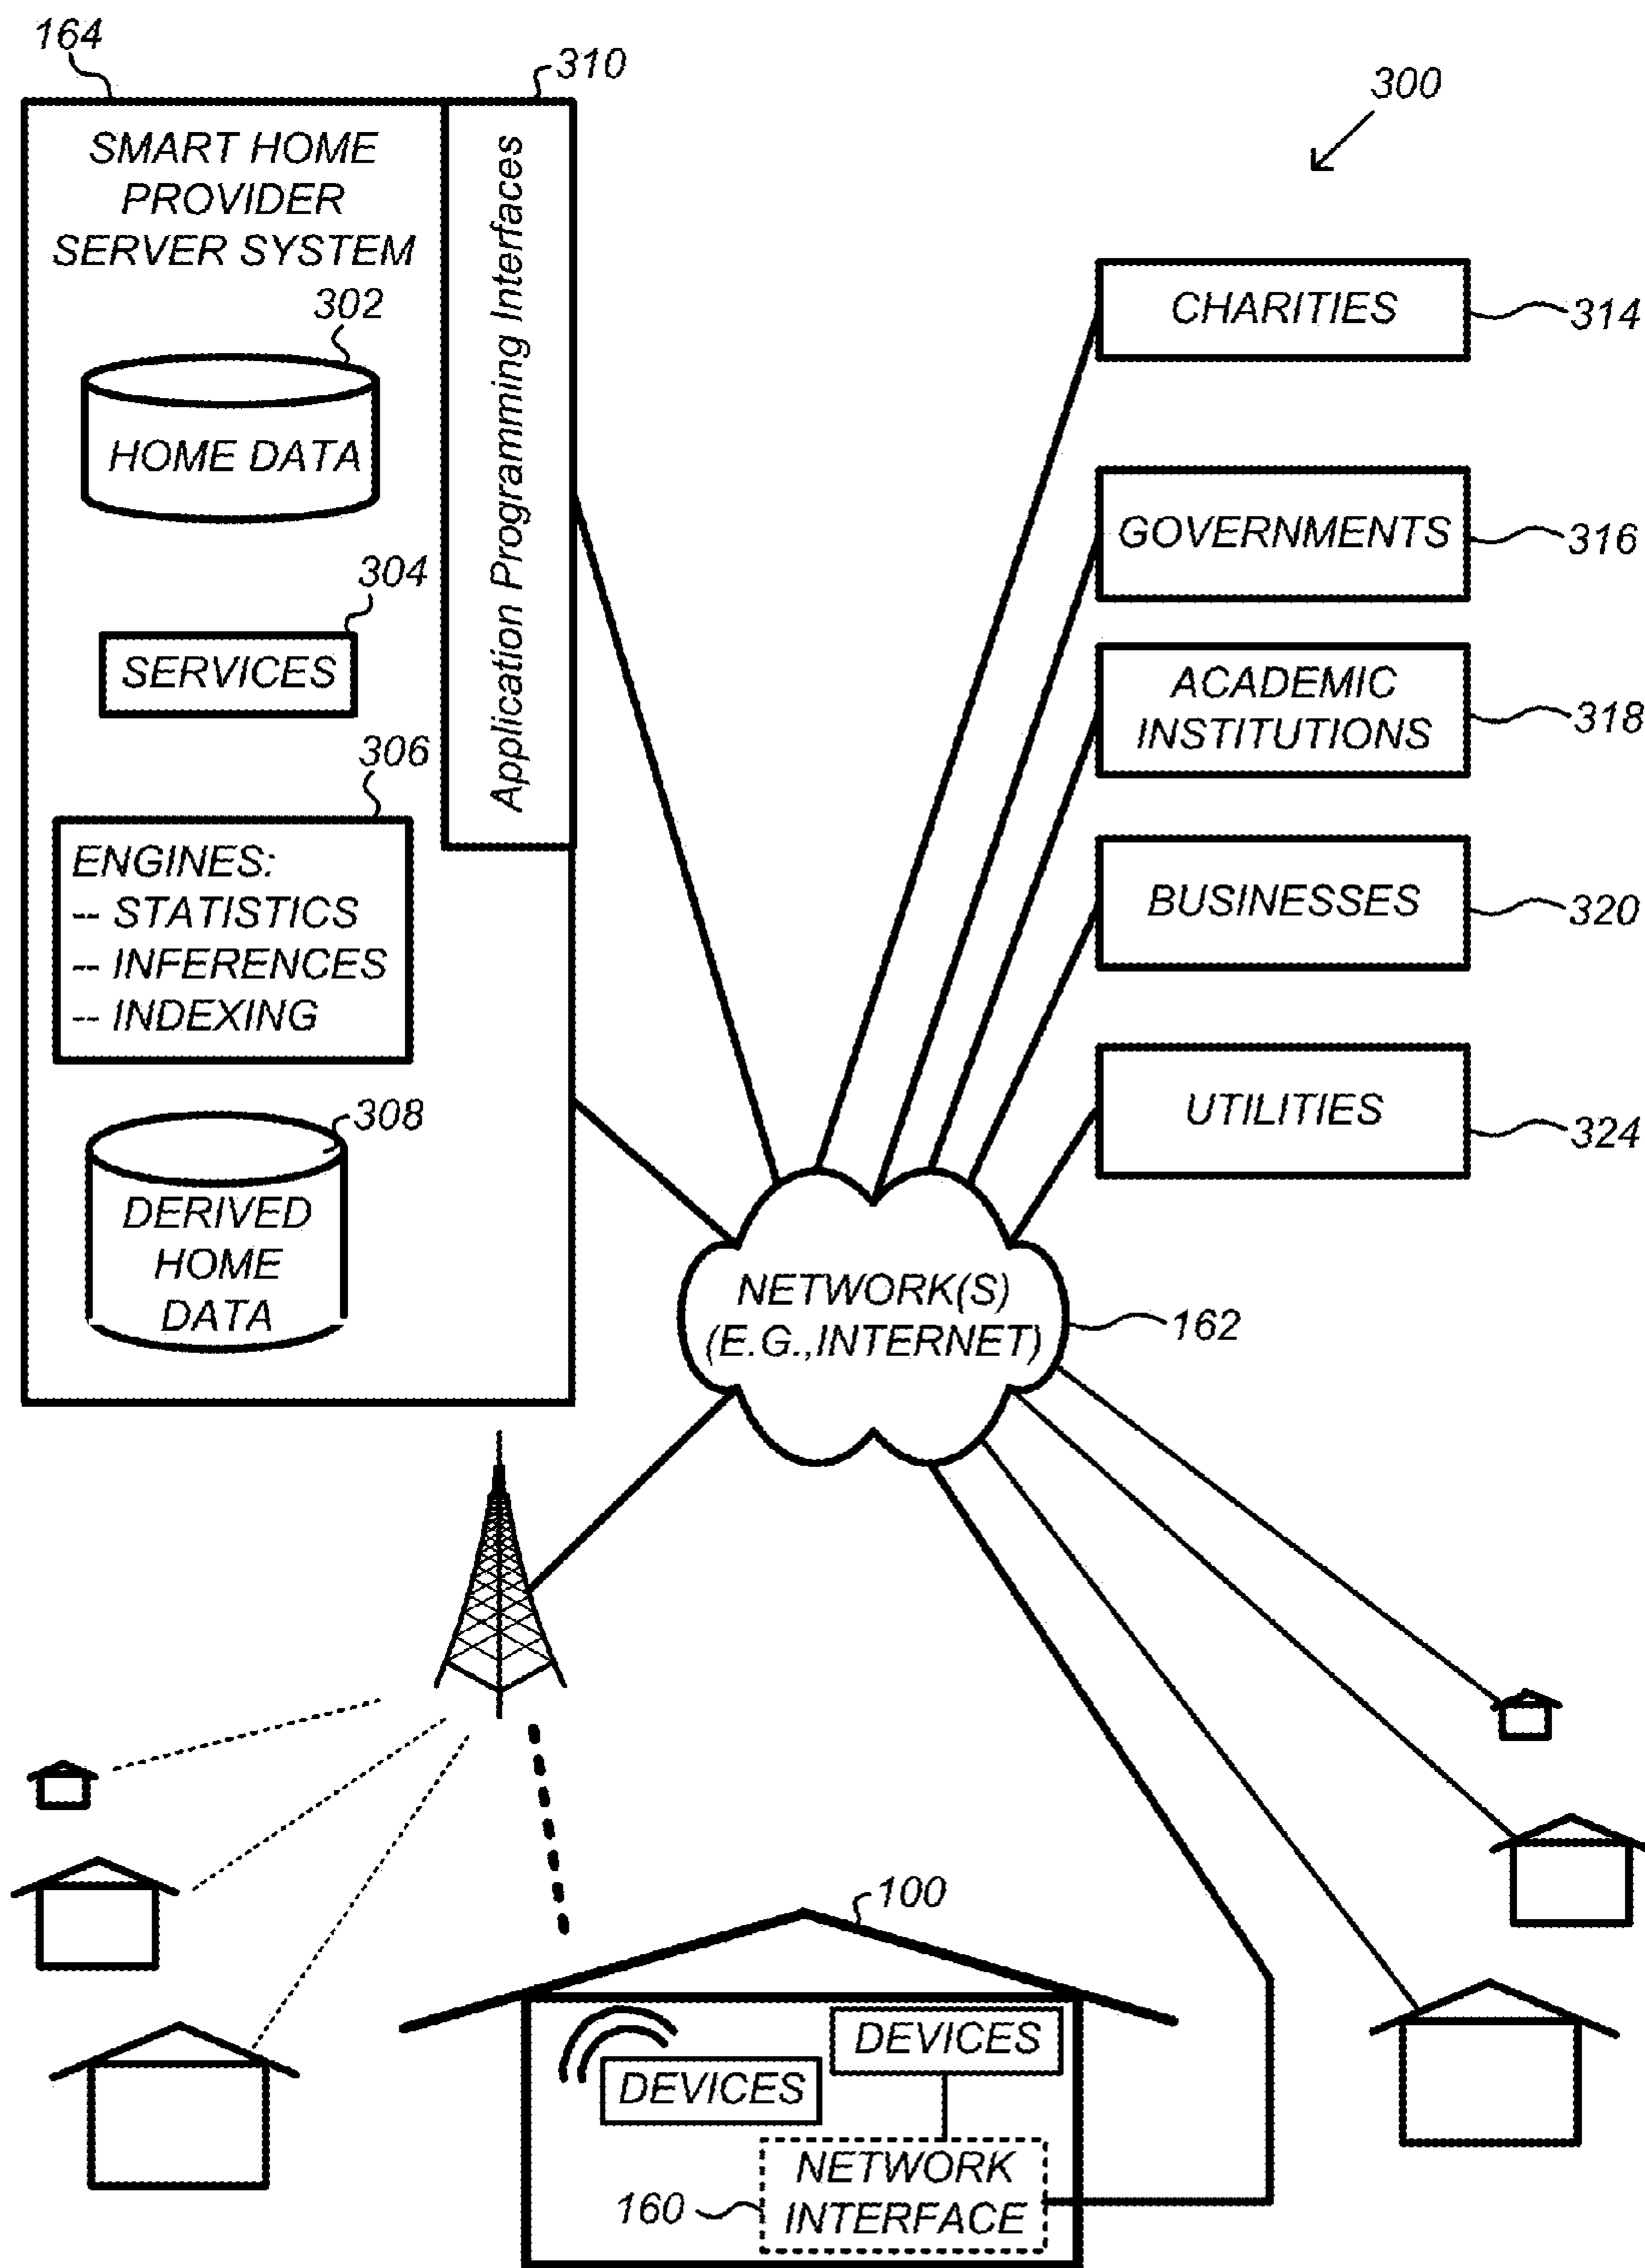 164
310
300
SMART HOME
PROVIDER
SERVER SYSTEM
Application Programming Interfaces
302
HOME DATA
304
SERVICES
306
ENGINES:
-- STATISTICS
-- INFERENCES
-- INDEXING
308
DERIVED
HOME
DATA
CHARITIES
314
GOVERNMENTS
316
ACADEMIC
INSTITUTIONS
318
BUSINESSES
320
UTILITIES
324
NETWORK(S)
(E.G.,INTERNET)
162
100
DEVICES
DEVICES
NETWORK
INTERFACE
160